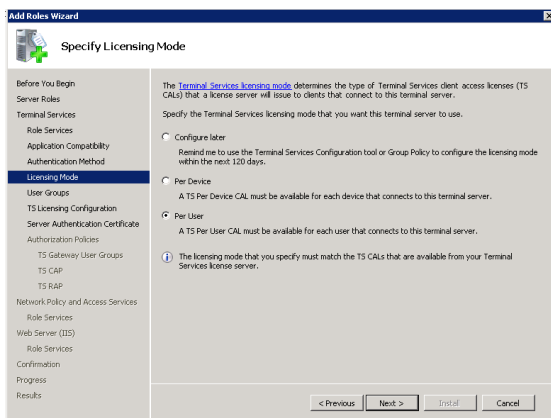 Add Roles Wizard
Specify Licensing Mode
Before You Begin
Server Roles
Terminal Services
Role Services
Application Compatibility
Authentication Method
Licensing Mode
User Groups
TS Licensing Configuration
Server Authentication Certificate
Authorization Policies
TS Gateway User Groups
TS CAP
TS RAP
Network Policy and Access Services
Role Services
Web Server (IIS)
Role Services
Confirmation
Progress
Results
The Terminal Services licensing mode determines the type of Terminal Services client access licenses (TS
CALs) that a license server will issue to clients that connect to this terminal server.
Specify the Terminal Services licensing mode that you want this terminal server to use.
Configure later
Remind me to use the Terminal Services Configuration tool or Group Policy to configure the licensing mode
within the next 120 days.
Per Device
A TS Per Device CAL must be available for each device that connects to this terminal server.
Per User
A TS Per User CAL must be available for each user that connects to this terminal server.
The licensing mode that you specify must match the TS CALs that are available from your Terminal
Services license server.
< Previous
Next >
Install
Cancel